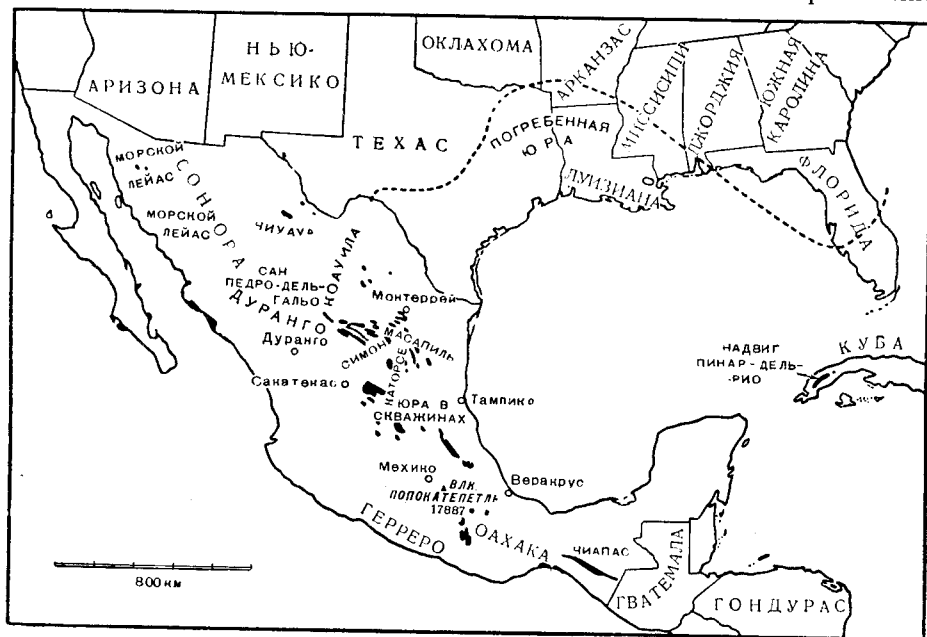 НЬЮ-
МЕКСИКО
ОКЛАХОМА
АРИЗОНА
АРКАНЗАС
МИССИСИПИ
ДЖОРДЖИЯ
ЮЖНАЯ
КАРОЛИНА
ТЕХАС
ПОГРЕБЕННАЯ
ЮРА
ЛУИЗИАНА
ФЛОРИДА
МОРСКОЙ
ЛЕЙАС
СОНОРА
МОРСКОЙ
ЛЕЙАС
ЧИУАУА
КОАУИЛА
САН
ПЕДРО-ДЕЛЬ-
ГАЛЬО
Монтеррей
ДУРАНГО
Дуранго
СИМОН
МАСАПИЛЬ
КАТОРСЕ
Сакатекас
ЮРА В
СКВАЖИНАХ
Тампико
КУБА
НАДВИГ
ПИНАР-ДЕЛЬ-
-РИО
Мехико
ВЛК.
ПОПОКАТЕПЕТЛЬ
17887
Веракрус
ГЕРРЕРО
ОАХАКА
ЧИАПАС
ГВАТЕМАЛА
ГОНДУРАС
800 км